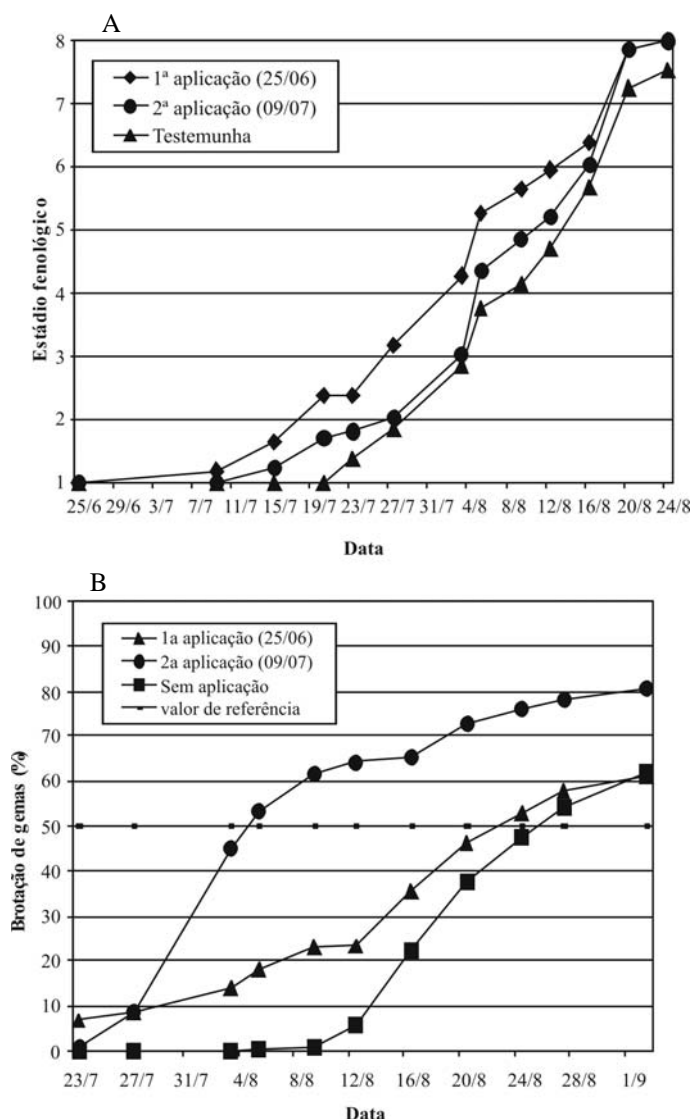 A
8
7
6
5
4
3
2
1
Estádio fenológico
1ª aplicação (25/06)
2ª aplicação (09/07)
Testemunha
25/6 29/6 3/7 7/7 11/7 15/7 19/7 23/7 27/7 31/7 4/8 8/8 12/8 16/8 20/8 24/8
Data
B
100
90
80
70
60
50
40
30
20
10
0
Brotação de gemas (%)
1a aplicação (25/06)
2a aplicação (09/07)
Sem aplicação
valor de referência
23/7 27/7 31/7 4/8 8/8 12/8 16/8 20/8 24/8 28/8 1/9
Data